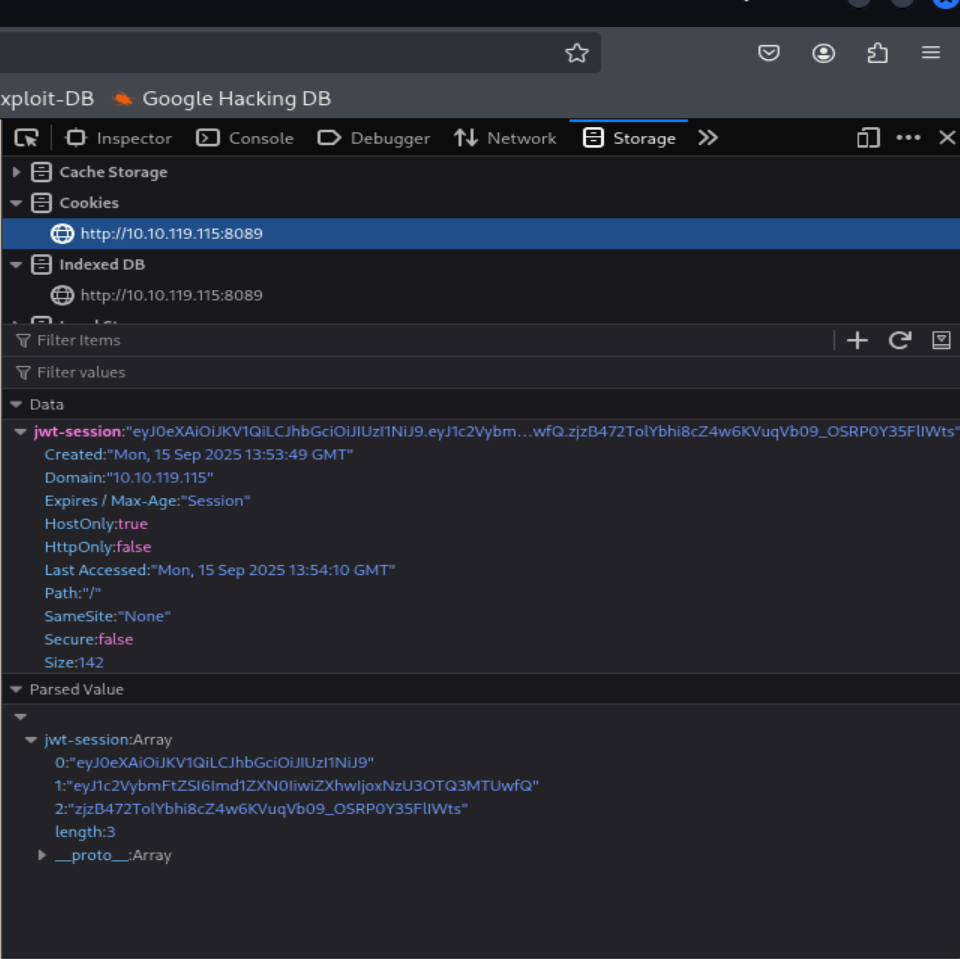 xploit-DB Google Hacking DB
Inspector Console Debugger Network Storage
Cache Storage
Cookies
http://10.10.119.115:8089
Indexed DB
http://10.10.119.115:8089
Filter Items
Filter values
Data
jwt-session:"eyJ0eXAiOiJKV1QiLCJhbGciOiJIUzI1NiJ9.eyJ1c2Vybm...wfQ.zjzB472TolYbhi8cZ4w6KVuqVb09_OSRP0Y35FlIWts"
Created:"Mon, 15 Sep 2025 13:53:49 GMT"
Domain:"10.10.119.115"
Expires / Max-Age:"Session"
HostOnly:true
HttpOnly:false
Last Accessed:"Mon, 15 Sep 2025 13:54:10 GMT"
Path:"/"
SameSite:"None"
Secure:false
Size:142
Parsed Value
jwt-session:Array
0:"eyJ0eXAiOiJKV1QiLCJhbGciOiJIUzI1NiJ9"
1:"eyJ1c2VybmFtZSI6Imd1ZXN0IiwiZXhwIjoxNzU3OTQ3MTUwfQ"
2:"zjzB472TolYbhi8cZ4w6KVuqVb09_OSRP0Y35FlIWts"
length:3
__proto__:Array